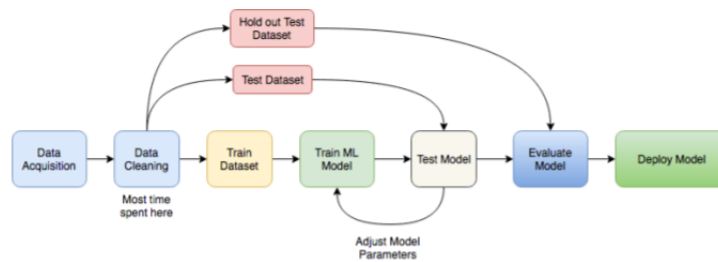 Hold out Test
Dataset
Test Dataset
Data
Acquisition
Data
Cleaning
Train
Dataset
Train ML
Model
Test Model
Evaluate
Model
Deploy Model
Most time
spent here
Adjust Model
Parameters